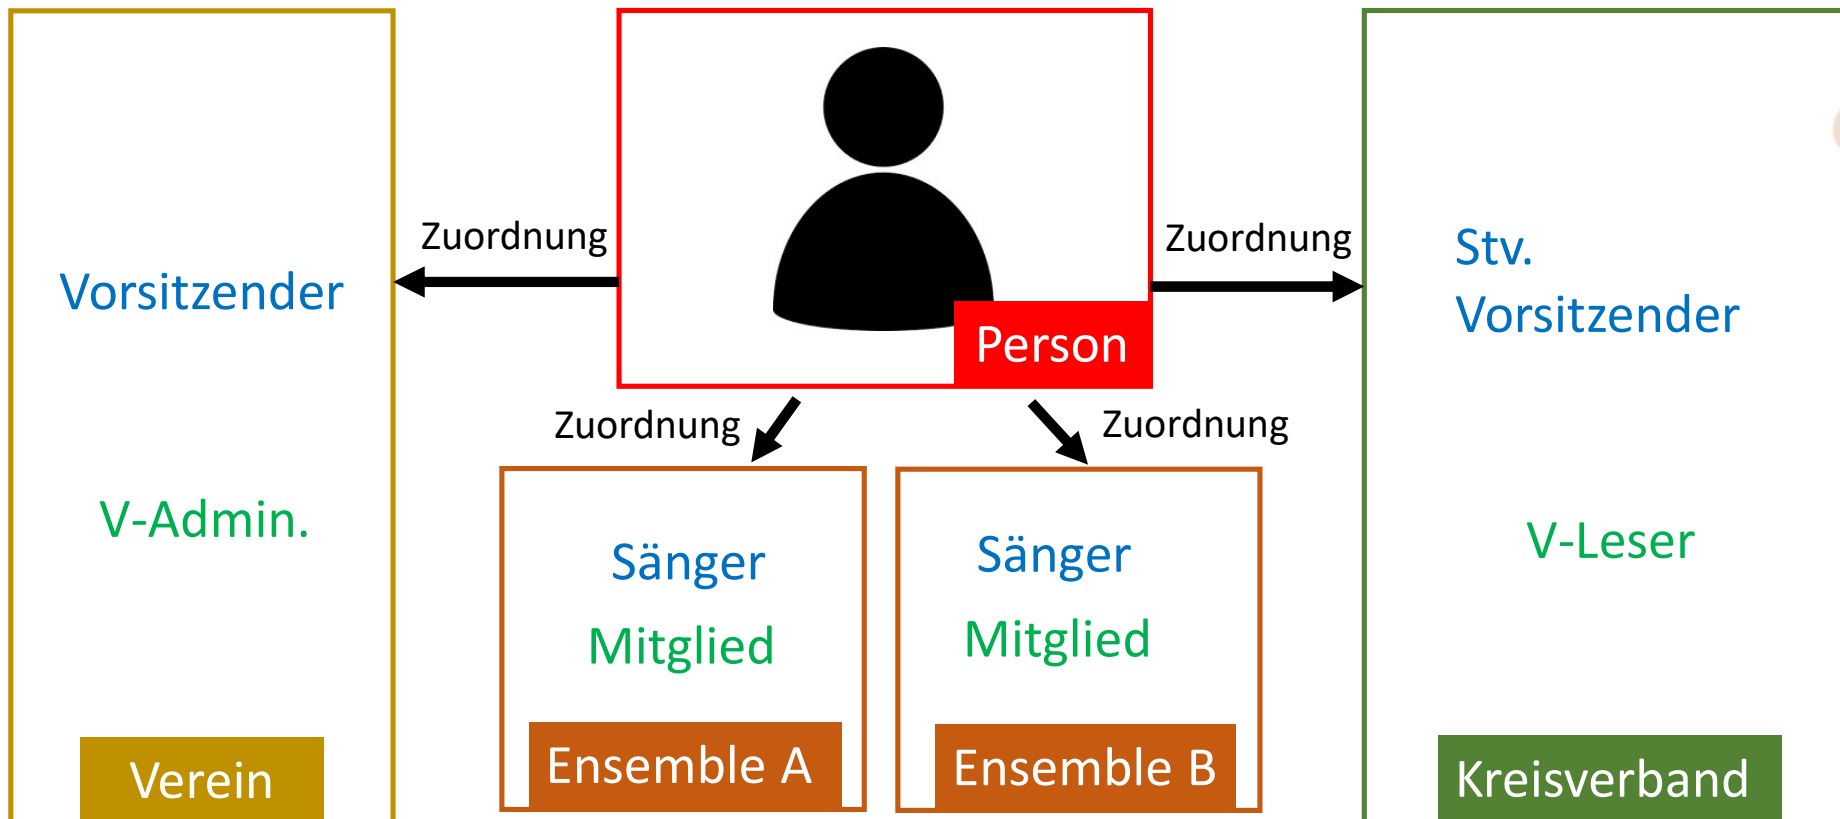 Zuordnung
Zuordnung
Vorsitzender
Stv.
Vorsitzender
Person
Zuordnung
Zuordnung
V-Admin.
Sänger
Mitglied
Sänger
Mitglied
V-Leser
Verein
Ensemble A
Ensemble B
Kreisverband